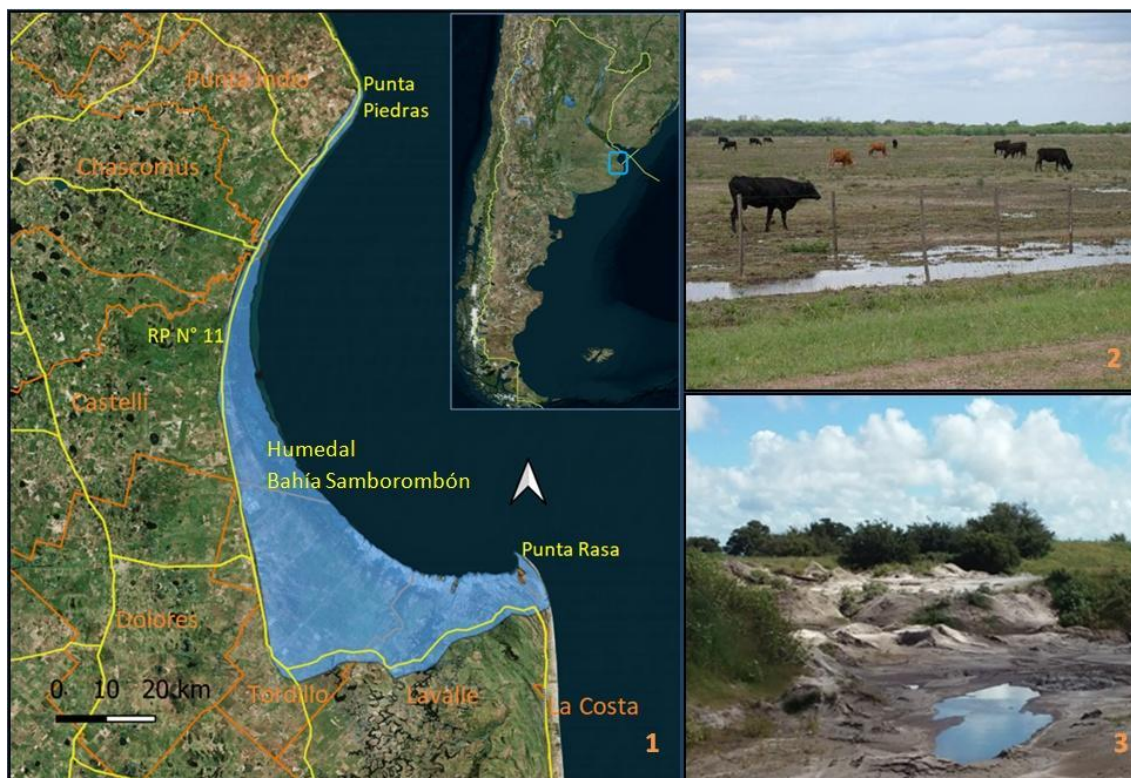 Punta Indio
Punta
Piedras
Chascomus
RP N° 11
Castelli
Humedal
Bahía Samborombón
Punta Rasa
Dolores
0 10 20 km
Tordillo
Lavalle
La Costa
1
2
3